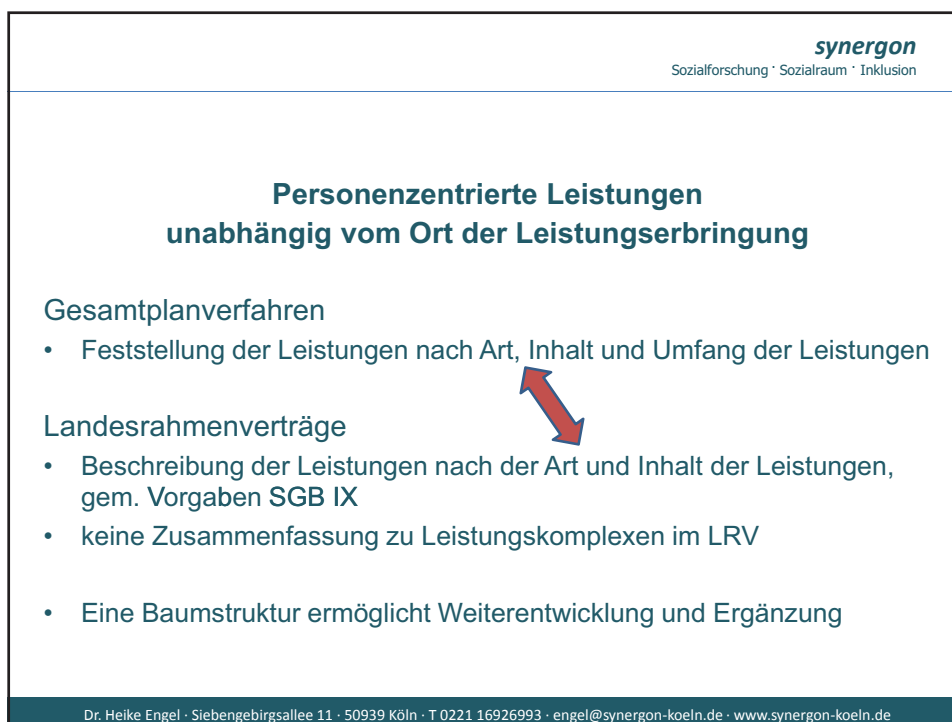 synergon
Sozialforschung · Sozialraum · Inklusion
Personenzentrierte Leistungen
unabhängig vom Ort der Leistungserbringung
Gesamtplanverfahren
• Feststellung der Leistungen nach Art, Inhalt und Umfang der Leistungen
Landesrahmenverträge
• Beschreibung der Leistungen nach der Art und Inhalt der Leistungen,
gem. Vorgaben SGB IX
• keine Zusammenfassung zu Leistungskomplexen im LRV
• Eine Baumstruktur ermöglicht Weiterentwicklung und Ergänzung
Dr. Heike Engel · Siebengebirgsallee 11 · 50939 Köln · T 0221 16926993 · engel@synergon-koeln.de · www.synergon-koeln.de